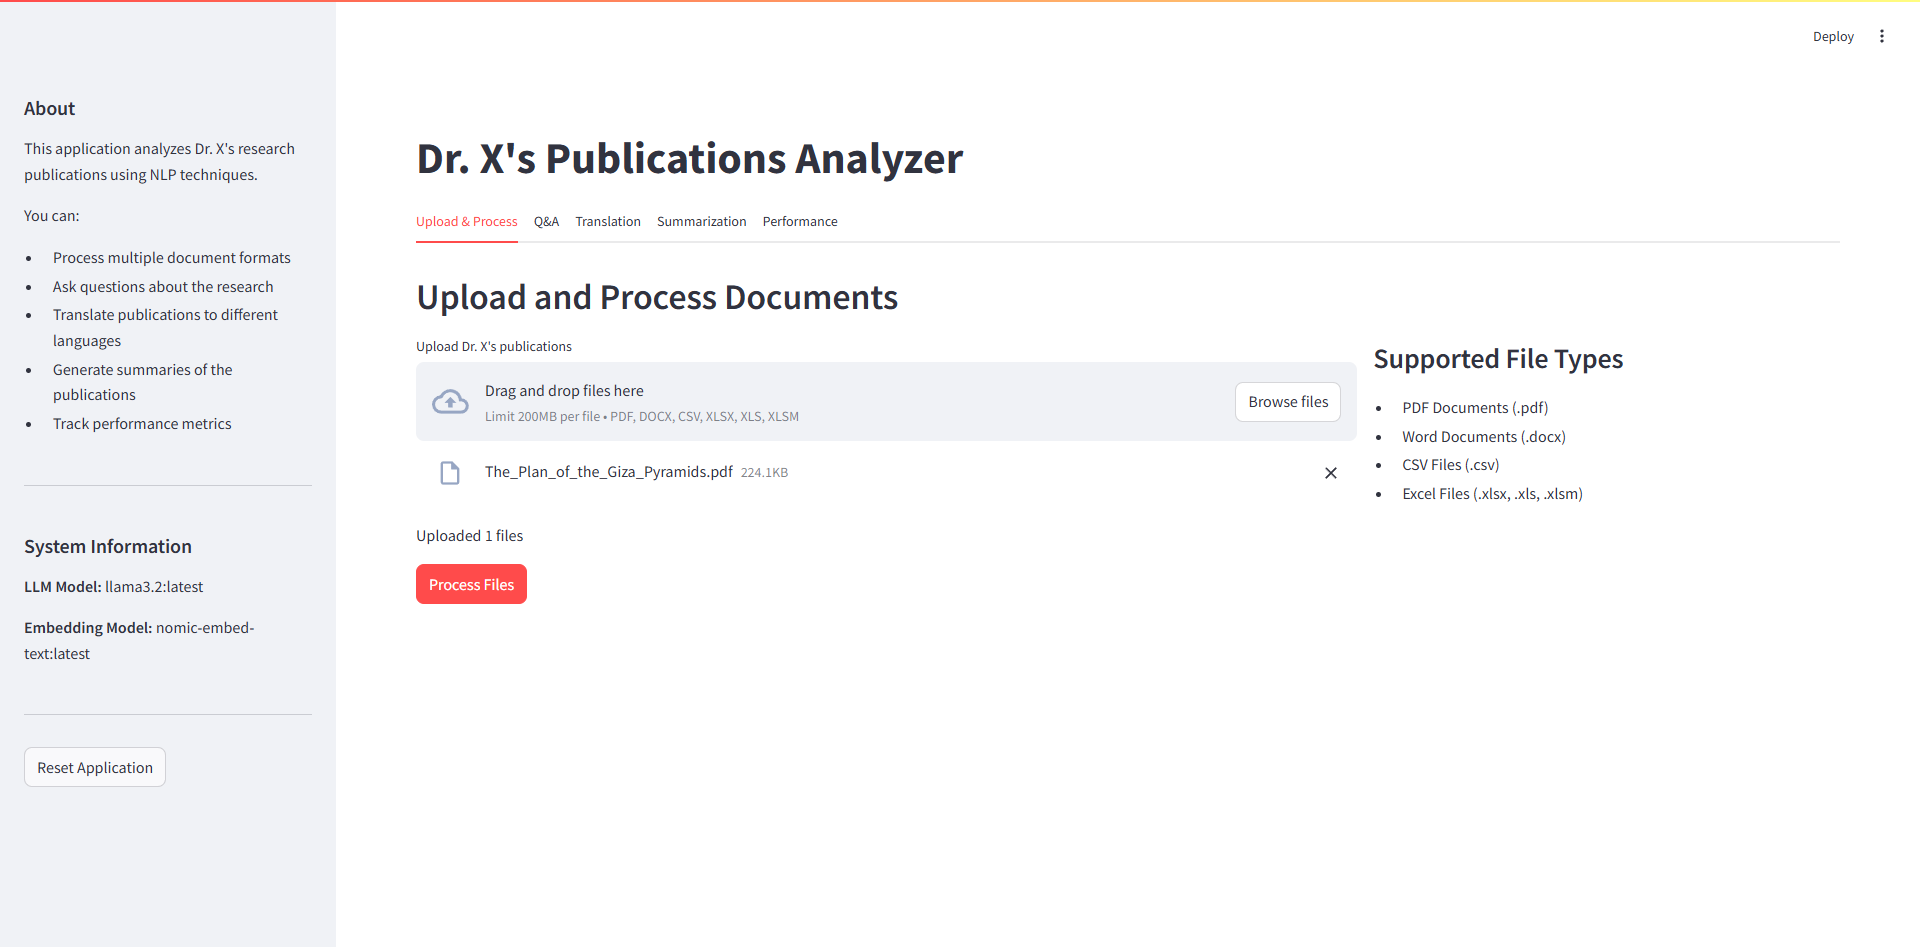 Deploy
About
This application analyzes Dr. X's research
publications using NLP techniques.
You can:
Process multiple document formats
Ask questions about the research
Translate publications to different
languages
Generate summaries of the
publications
Track performance metrics
System Information
LLM Model: llama3.2:latest
Embedding Model: nomic-embed-
text:latest
Reset Application
Dr. X's Publications Analyzer
Upload & Process Q&A Translation Summarization Performance
Upload and Process Documents
Upload Dr. X's publications
Drag and drop files here
Limit 200MB per file • PDF, DOCX, CSV, XLSX, XLS, XLSM
Browse files
The_Plan_of_the_Giza_Pyramids.pdf 224.1KB
Uploaded 1 files
Process Files
Supported File Types
PDF Documents (.pdf)
Word Documents (.docx)
CSV Files (.csv)
Excel Files (.xlsx, .xls, .xlsm)